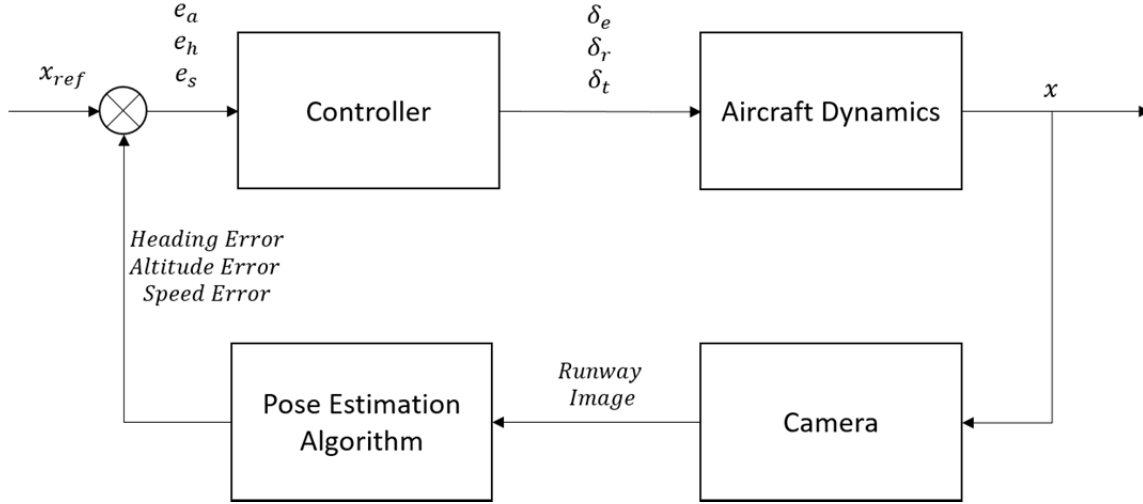 e_a
e_h
e_s
x_ref
Controller
δ_e
δ_r
δ_t
Aircraft Dynamics
x
Heading Error
Altitude Error
Speed Error
Pose Estimation
Algorithm
Runway
Image
Camera